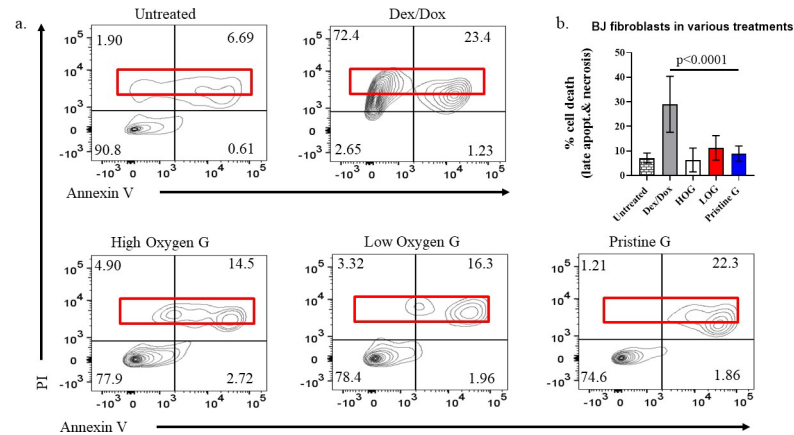 a.
Untreated
1.90 6.69
90.8 0.61
10⁵
10⁴
10³
0
-10³
-10³ 0 10³ 10⁴ 10⁵
Dex/Dox
72.4 23.4
2.65 1.23
10⁵
10⁴
10³
0
-10³
-10³ 0 10³ 10⁴ 10⁵
Annexin V
b.
BJ fibroblasts in various treatments
p<0.0001
% cell death
(late apopt.& necrosis)
50
40
30
20
10
0
Untreated
Dex/Dox
HOG
LOG
Pristine G
High Oxygen G
4.90 14.5
77.9 2.72
10⁵
10⁴
10³
0
-10³
-10³ 0 10³ 10⁴ 10⁵
Low Oxygen G
3.32 16.3
78.4 1.96
10⁵
10⁴
10³
0
-10³
-10³ 0 10³ 10⁴ 10⁵
Pristine G
1.21 22.3
74.6 1.86
10⁵
10⁴
10³
0
-10³
-10³ 0 10³ 10⁴ 10⁵
PI
Annexin V